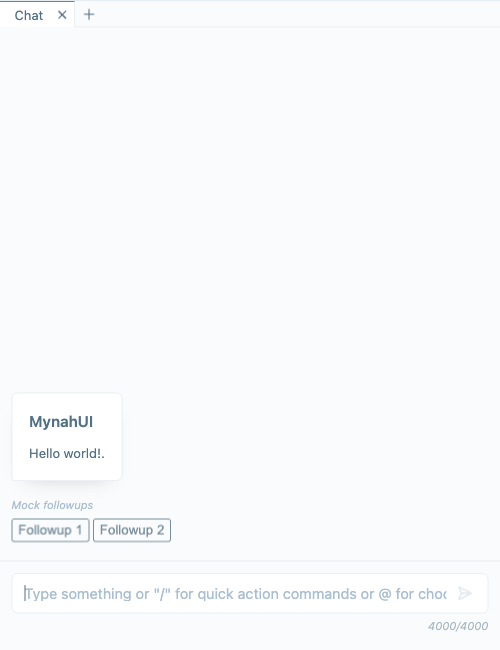 Chat
MynahUI
Hello world!.
Mock followups
Followup 1 Followup 2
Type something or "/" for quick action commands or @ for choo
4000/4000